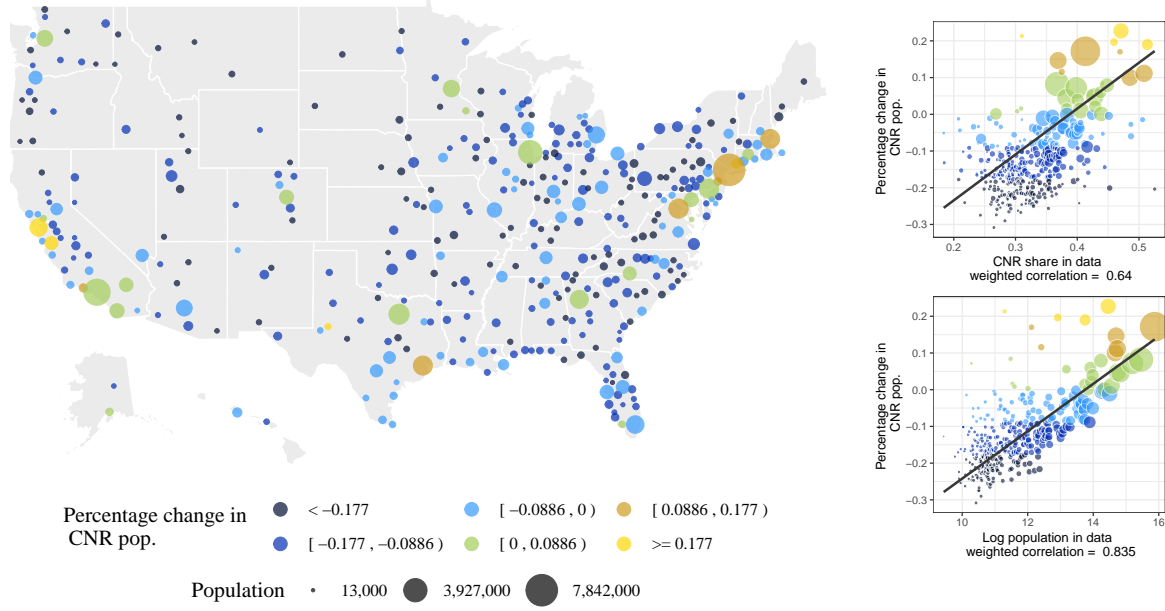 Percentage change in
CNR pop.
< −0.177
[ −0.177 , −0.0886 )
[ −0.0886 , 0 )
[ 0 , 0.0886 )
[ 0.0886 , 0.177 )
>= 0.177
Population
13,000
3,927,000
7,842,000
Percentage change in
CNR pop.
0.2
0.1
0.0
−0.1
−0.2
−0.3
0.2
0.3
0.4
0.5
CNR share in data
weighted correlation = 0.64
Percentage change in
CNR pop.
0.2
0.1
0.0
−0.1
−0.2
−0.3
10
12
14
16
Log population in data
weighted correlation = 0.835